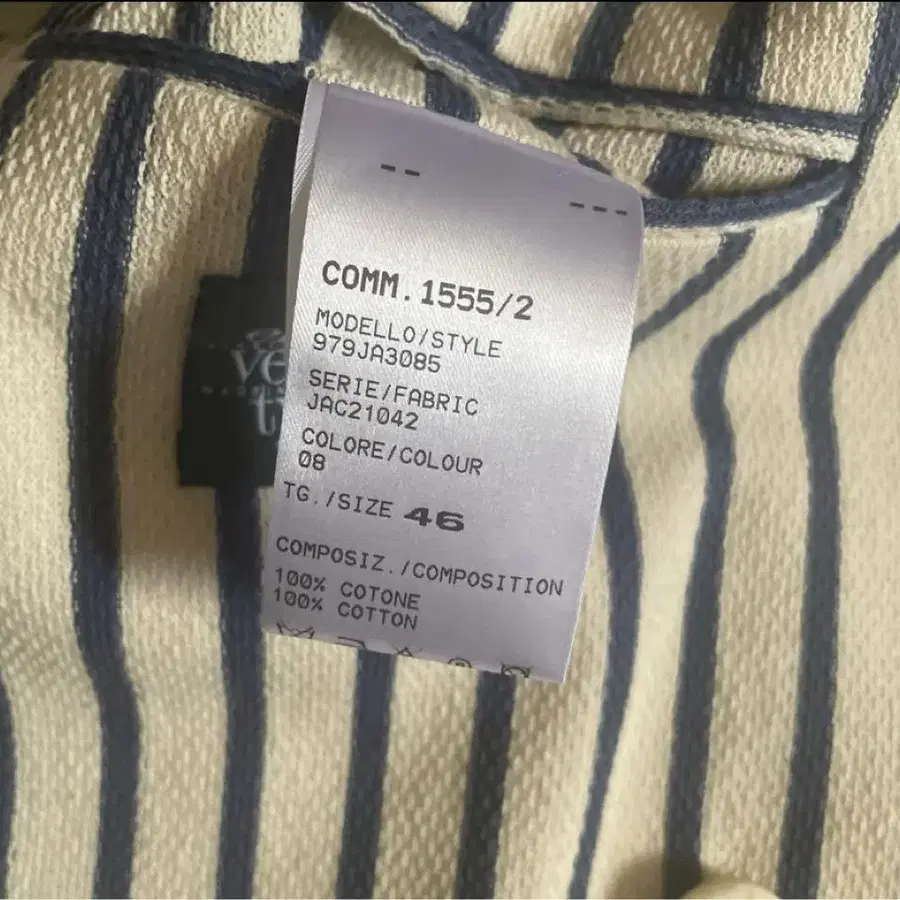 -- ---
COMM.1555/2
MODELLO/STYLE
979JA3085
SERIE/FABRIC
JAC21042
COLORE/COLOUR
08
TG./SIZE 46
COMPOSIZ./COMPOSITION
100% COTONE
100% COTTON